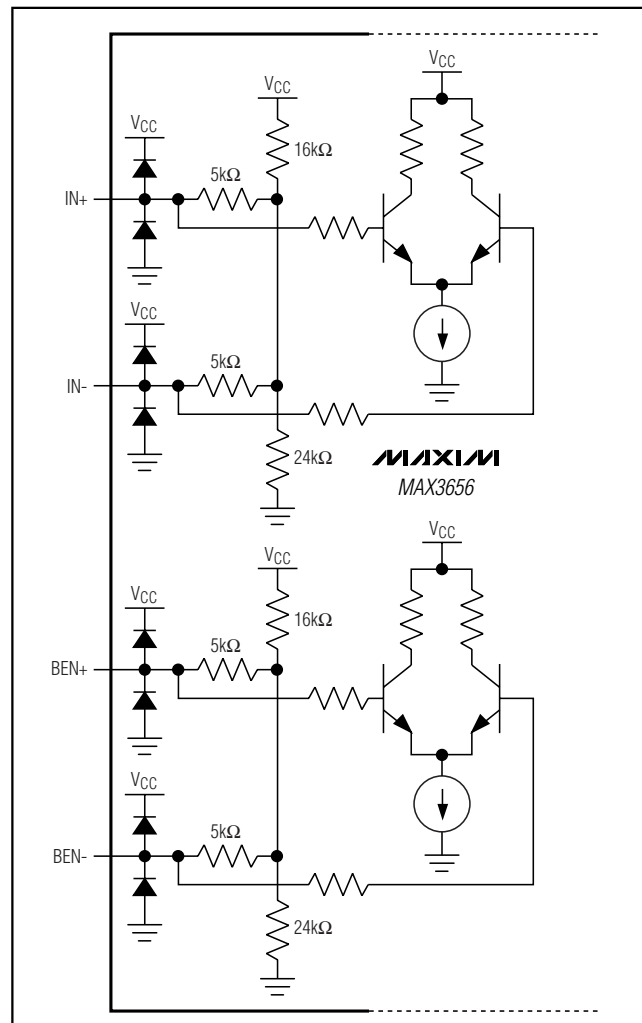 VCC
VCC
VCC
16kΩ
5kΩ
IN+
VCC
5kΩ
IN-
24kΩ
MAXIM
MAX3656
VCC
VCC
VCC
16kΩ
5kΩ
BEN+
VCC
5kΩ
BEN-
24kΩ